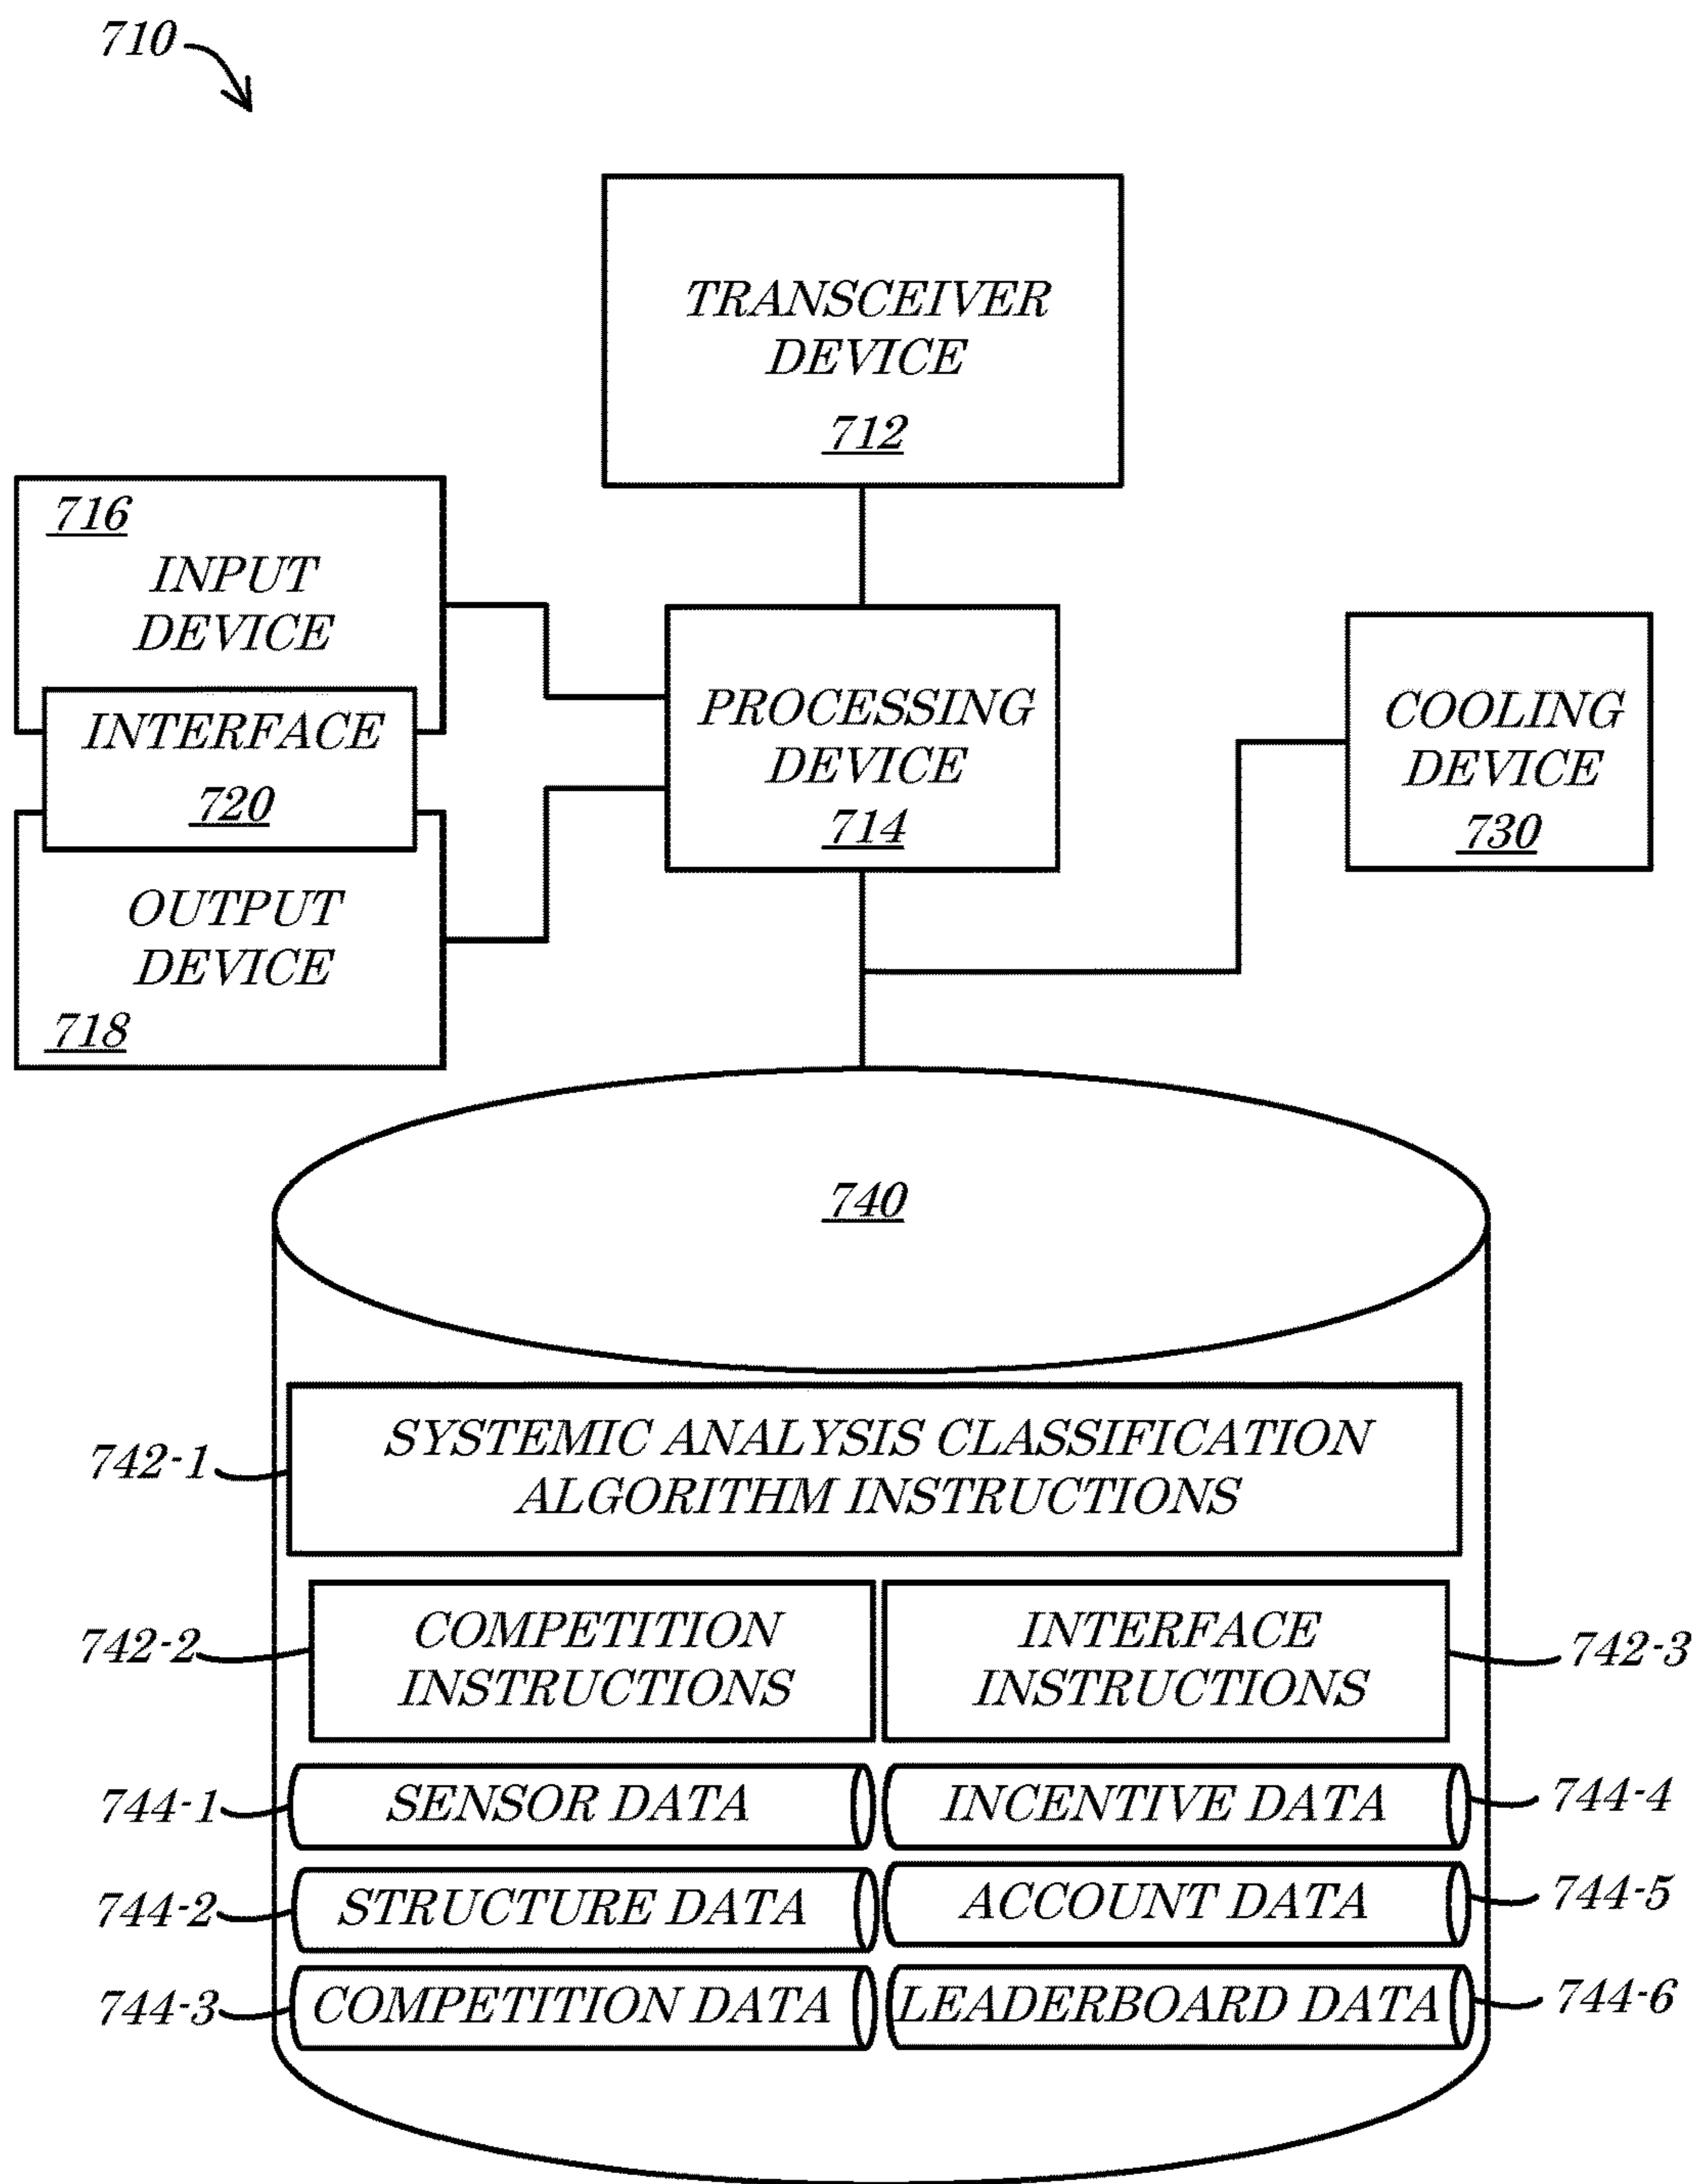 710
TRANSCEIVER
DEVICE
712
716
INPUT
DEVICE
INTERFACE
720
OUTPUT
DEVICE
718
PROCESSING
DEVICE
714
COOLING
DEVICE
730
740
742-1
SYSTEMIC ANALYSIS CLASSIFICATION
ALGORITHM INSTRUCTIONS
742-2
COMPETITION
INSTRUCTIONS
INTERFACE
INSTRUCTIONS
742-3
744-1
SENSOR DATA
INCENTIVE DATA
744-4
744-2
STRUCTURE DATA
ACCOUNT DATA
744-5
744-3
COMPETITION DATA
LEADERBOARD DATA
744-6